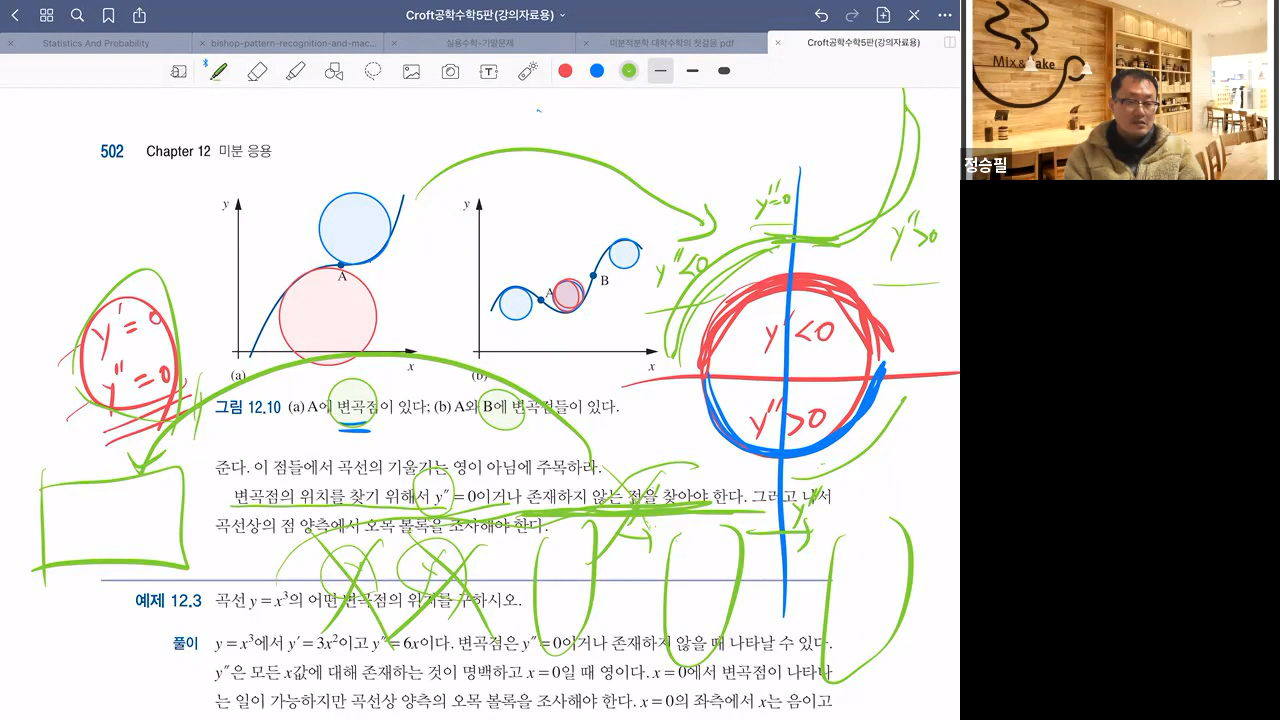 Croft공학수학5판(강의자료용)
Statistics And Probability
bishop-pattern-recognition-and-mac...
실용수학-기말문제
미분적분학 대학수학의 첫걸음 pdf
Croft공학수학5판(강의자료용)
Mix&
정승필
502 Chapter 12 미분 응용
y
A
x
(a)
y
A
B
x
(b)
y' = 0
y'' = 0
y''=0
y''<0
y''>0
y''<0
y''>0
그림 12.10 (a) A에 변곡점이 있다; (b) A와 B에 변곡점들이 있다.
준다. 이 점들에서 곡선의 기울기는 영이 아님에 주목하라.
변곡점의 위치를 찾기 위해서 y'' = 0이거나 존재하지 않는 점을 찾아야 한다. 그리고 나서
y''
곡선상의 점 양측에서 오목 볼록을 조사해야 한다.
예제 12.3 곡선 y = x³의 어떤 변곡점의 위치를 구하시오.
풀이 y = x³에서 y' = 3x²이고 y'' = 6x이다. 변곡점은 y'' = 0이거나 존재하지 않을 때 나타날 수 있다.
y''은 모든 x값에 대해 존재하는 것이 명백하고 x = 0일 때 영이다. x = 0에서 변곡점이 나타나
는 일이 가능하지만 곡선상 양측의 오목 볼록을 조사해야 한다. x = 0의 좌측에서 x는 음이고